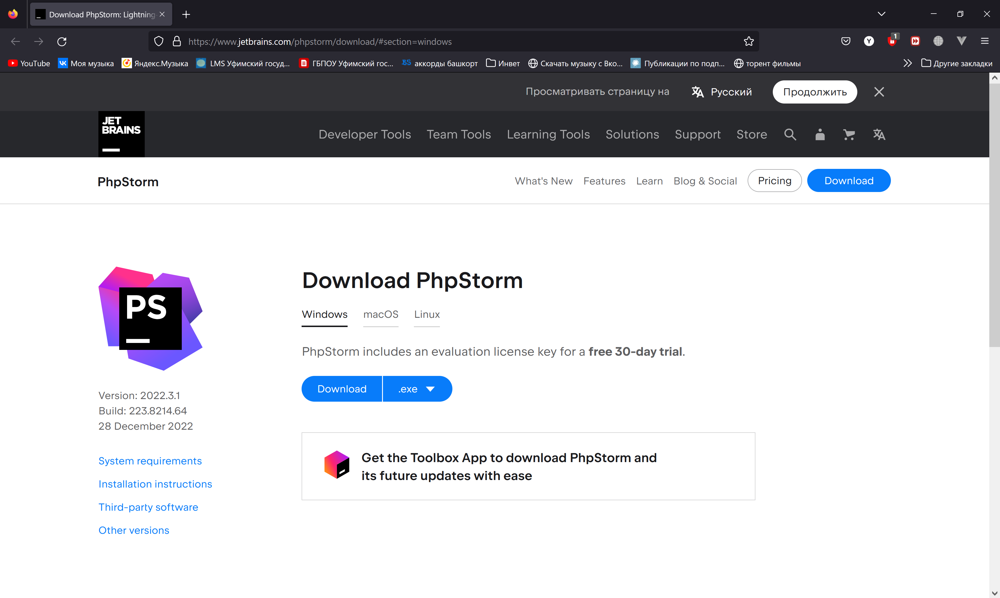 Download PhpStorm: Lightning-
https://www.jetbrains.com/phpstorm/download/#section=windows
Y
1
YouTube
Моя музыка
Яндекс.Музыка
LMS Уфимский госуд...
ГБПОУ Уфимский гос...
BS аккорды башкорт
Инвет
Скачать музыку с Вко...
Публикации по подп...
торент фильмы
Другие закладки
Просматривать страницу на
Русский
Продолжить
JET
BRAINS
Developer Tools
Team Tools
Learning Tools
Solutions
Support
Store
PhpStorm
What's New
Features
Learn
Blog & Social
Pricing
Download
PS
Download PhpStorm
Windows
macOS
Linux
PhpStorm includes an evaluation license key for a free 30-day trial.
Download
.exe
Version: 2022.3.1
Build: 223.8214.64
28 December 2022
System requirements
Installation instructions
Third-party software
Other versions
Get the Toolbox App to download PhpStorm and
its future updates with ease